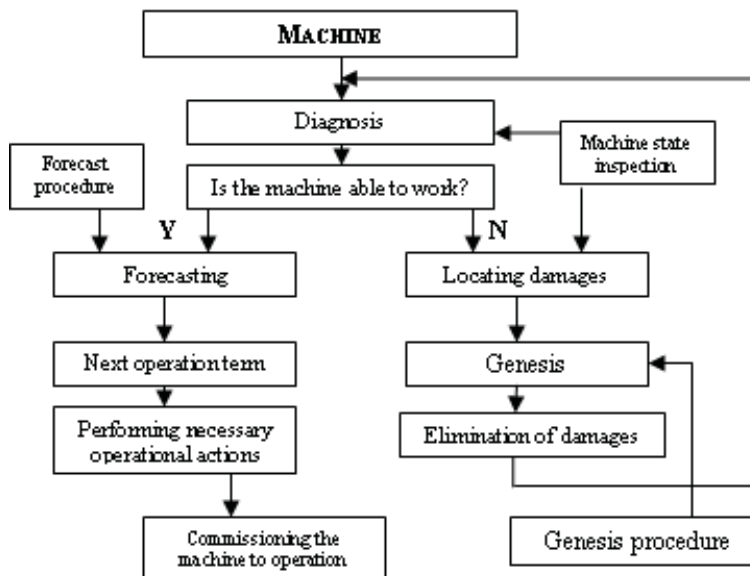 MACHINE
Diagnosis
Machine state
inspection
Forecast
procedure
Is the machine able to work?
Y
N
Forecasting
Locating damages
Next operation term
Genesis
Performing necessary
operational actions
Elimination of damages
Commissioning the
machine to operation
Genesis procedure